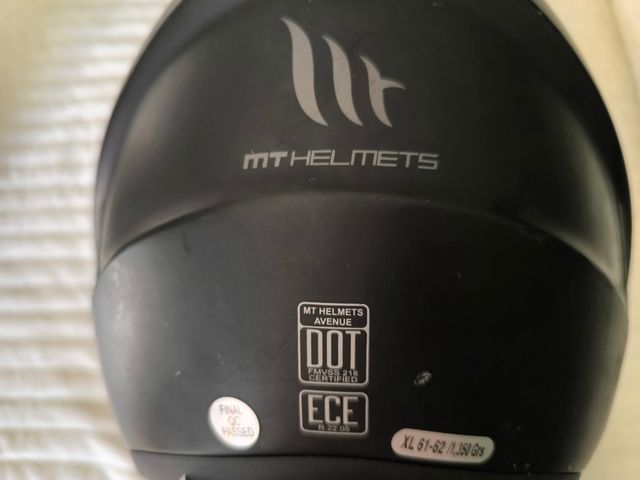 MT HELMETS
MT HELMETS
AVENUE
DOT
FMVSS 218
CERTIFIED
ECE
R 22 05
FINAL
QC
PASSED
XL 61-62 /1,350 Grs